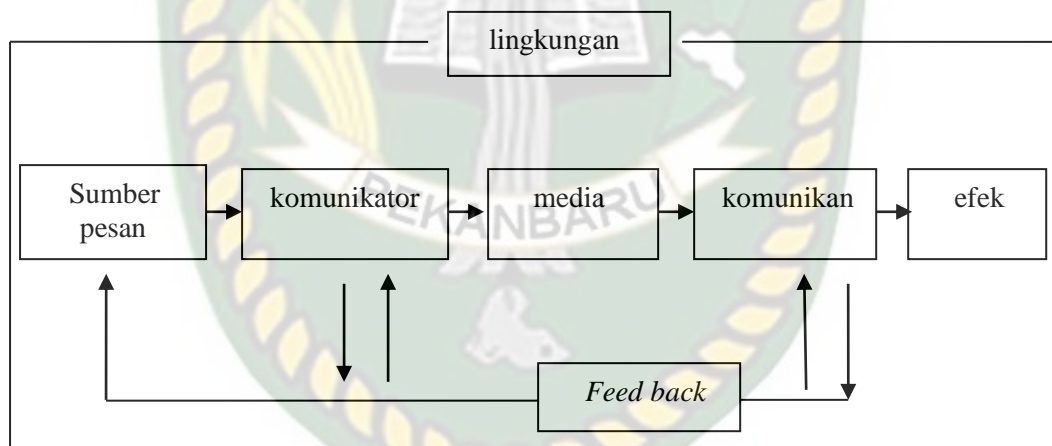 lingkungan
Sumber
pesan
komunikator
media
komunikan
efek
PEKANBARU
Feed back